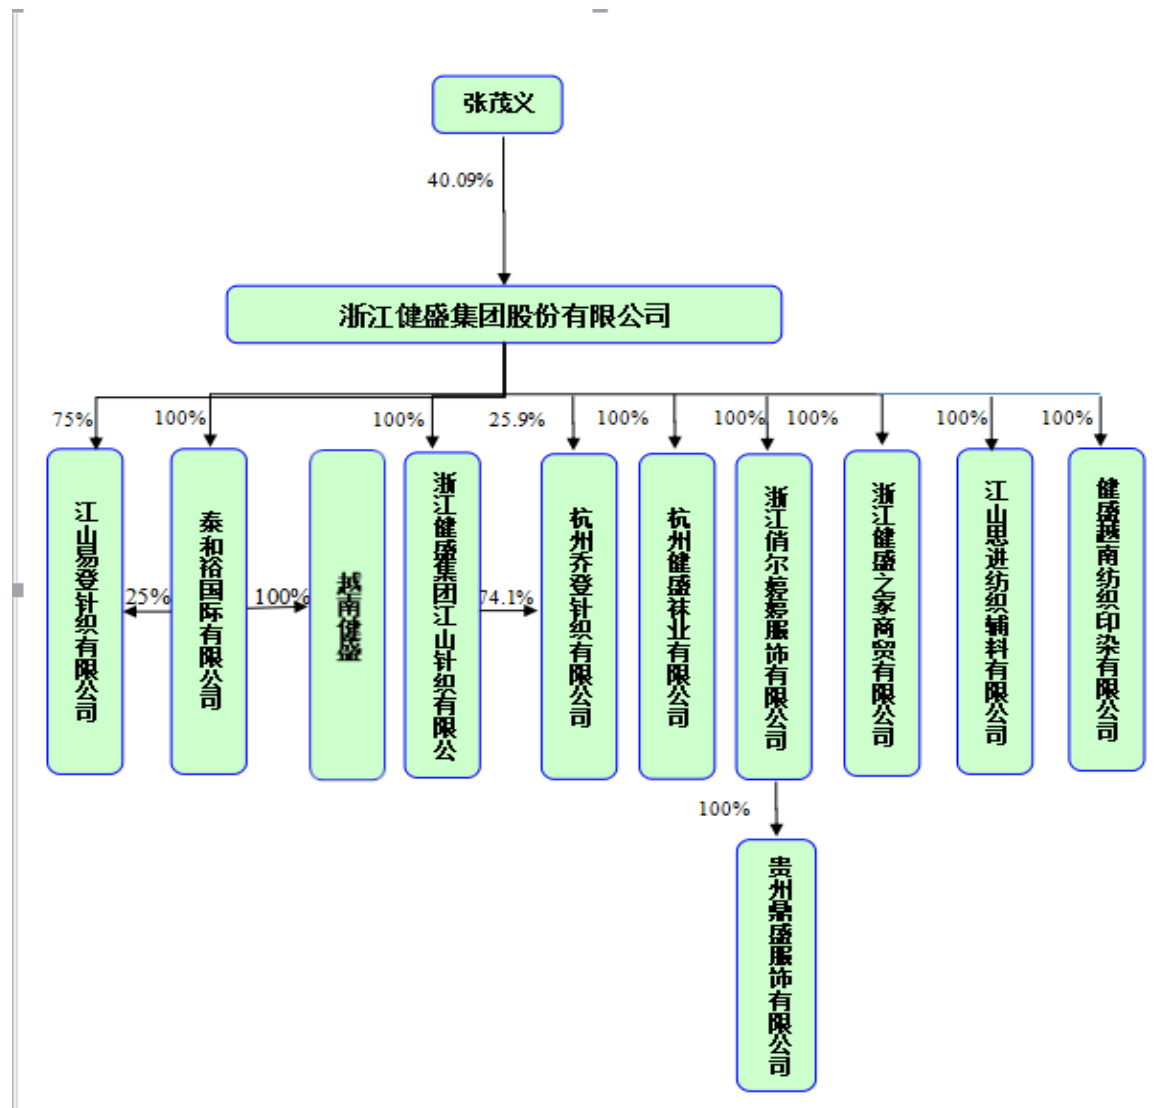 张茂义
40.09%
浙江健盛集团股份有限公司
75%
100%
100%
25.9%
100%
100%
100%
100%
100%
江山易登针织有限公司
25%
泰和裕国际有限公司
100%
越南健盛
浙江健盛集团江山针织有限公
74.1%
杭州乔登针织有限公司
杭州健盛袜业有限公司
浙江俏尔婷婷服饰有限公司
浙江健盛之家商贸有限公司
江山思进纺织辅料有限公司
健盛越南纺织印染有限公司
100%
贵州鼎盛服饰有限公司